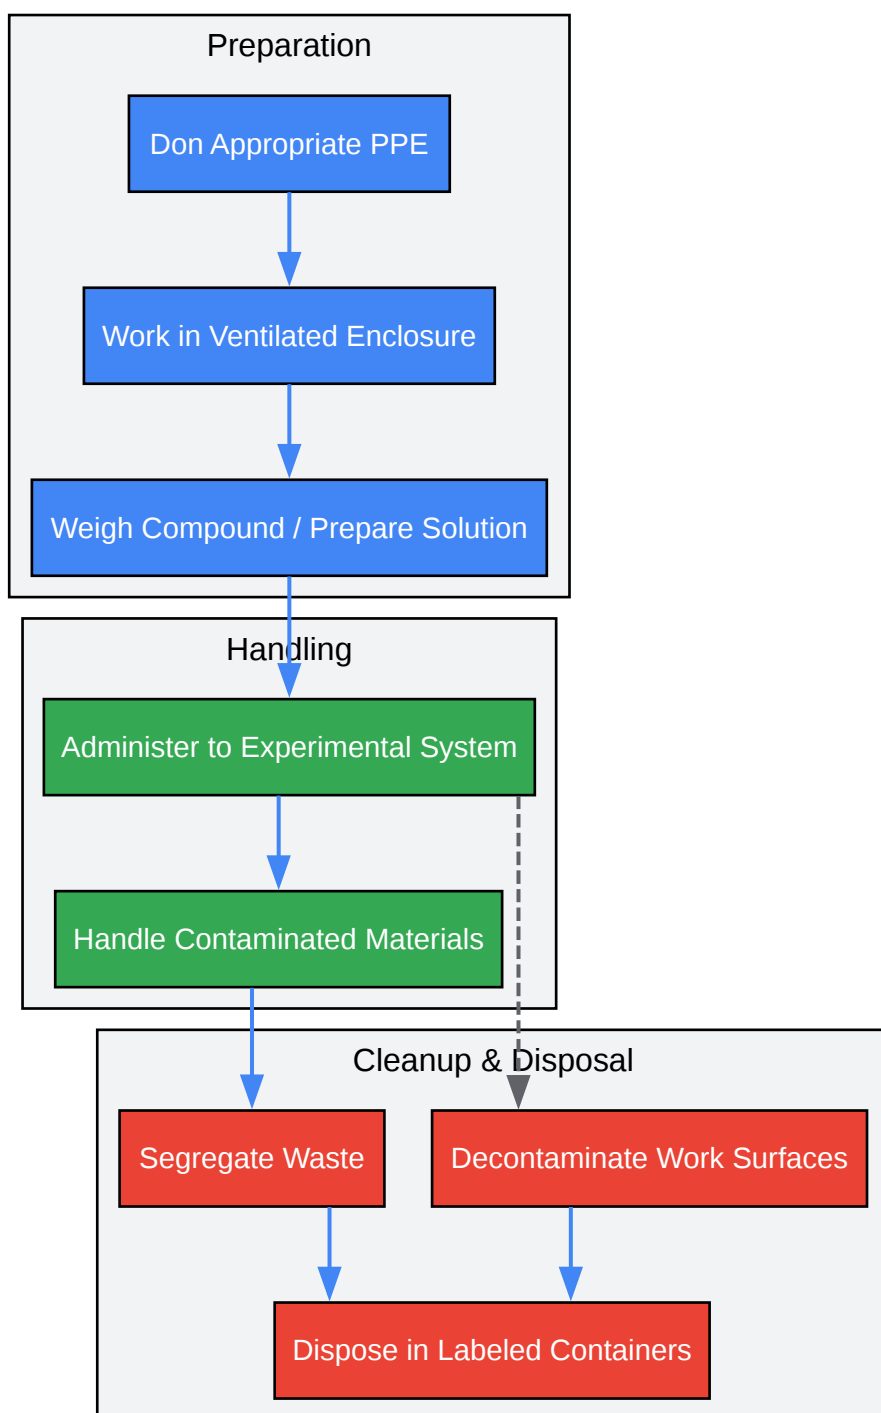 Preparation
Don Appropriate PPE
Work in Ventilated Enclosure
Weigh Compound / Prepare Solution
Handling
Administer to Experimental System
Handle Contaminated Materials
Cleanup & Disposal
Segregate Waste
Decontaminate Work Surfaces
Dispose in Labeled Containers